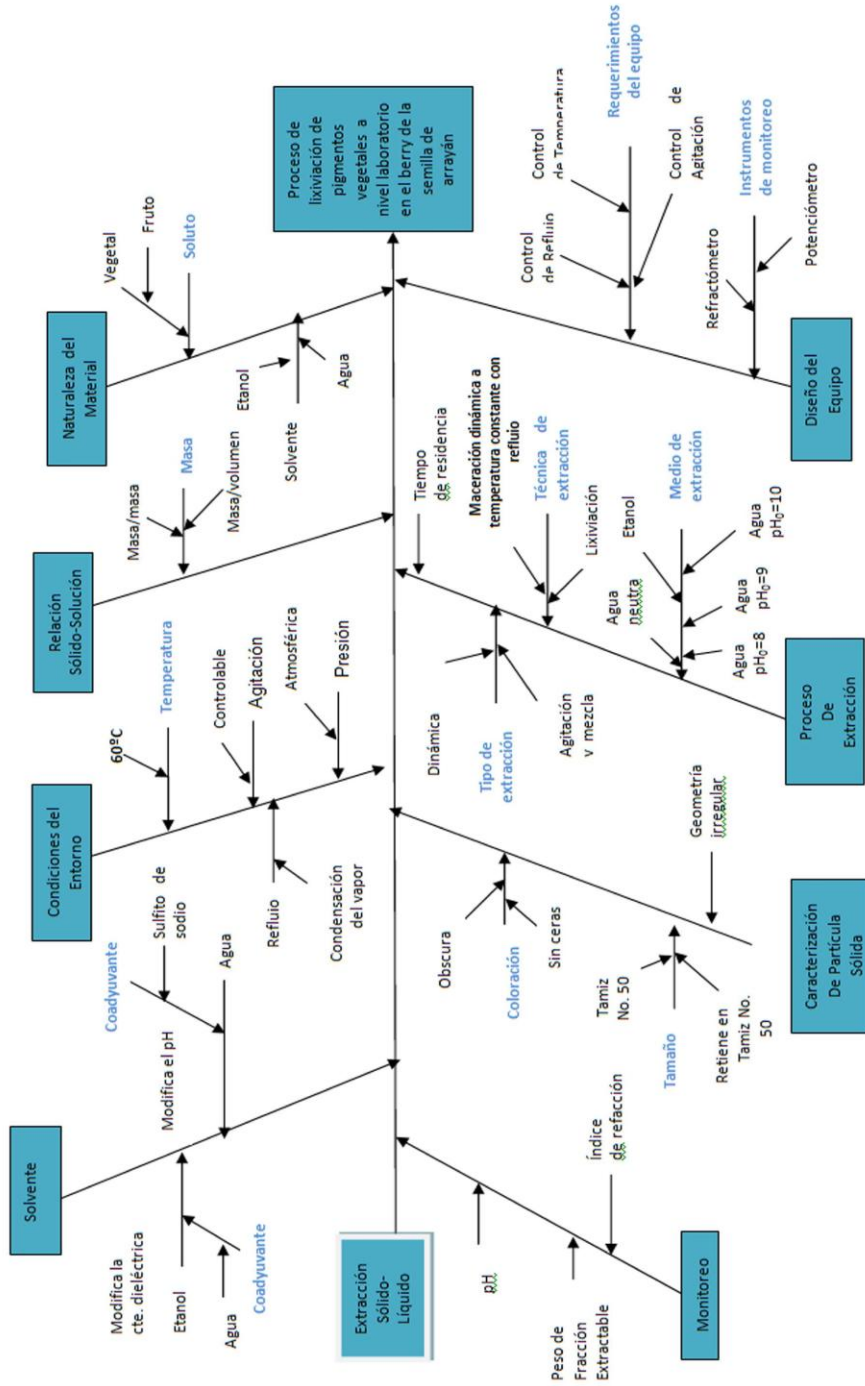 Solvente
Modifica la
cte. dieléctrica
Etanol
Agua
Coadyuvante
Coadyuvante
Sulfito de
sodio
Modifica el pH
Agua
Condiciones del
Entorno
60ºC
Temperatura
Controlable
Agitación
Atmosférica
Presión
Refluio
Condensación
del vapor
Relación
Sólido-Solución
Masa/masa
Masa
Masa/volumen
Naturaleza del
Material
Vegetal
Fruto
Soluto
Etanol
Agua
Solvente
Extracción
Sólido-
Líquido
Proceso de
lixiviación de
pigmentos
vegetales a
nivel laboratorio
en el berry de la
semilla de
arrayán
pH
Peso de
Fracción
Extractable
Índice
de refacción
Monitoreo
Obscura
Coloración
Sin ceras
Tamiz
No. 50
Tamaño
Retiene en
Tamiz No.
50
Geometría
irregular
Caracterización
De Partícula
Sólida
Tiempo
de residencia
Dinámica
Tipo de
extracción
Agitación
v mezcla
Maceración dinámica a
temperatura constante con
refluio
Técnica de
extracción
Lixiviación
Agua
neutra
Etanol
Medio de
extracción
Agua
pH₀=8
Agua
pH₀=9
Agua
pH₀=10
Proceso
De
Extracción
Control
de Refluin
Control
de Temperatura
Requerimientos
del equipo
Control de
Agitación
Refractómetro
Instrumentos
de monitoreo
Potenciómetro
Diseño del
Equipo